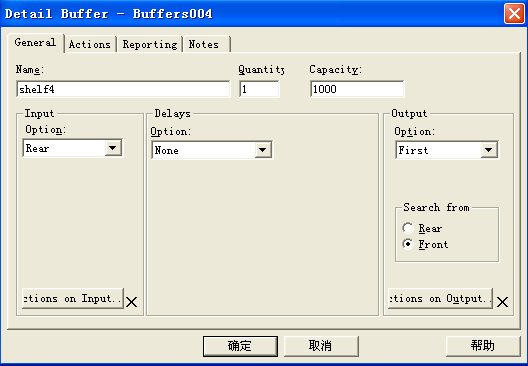 Detail Buffer - Buffers004
General Actions Reporting Notes
Name: Quantity Capacity:
shelf4 1 1000
Input Delays Output
Option: Option: Option:
Rear None First
Search from
Rear
Front
ctions on Input.. ctions on Output..
确定 取消 帮助